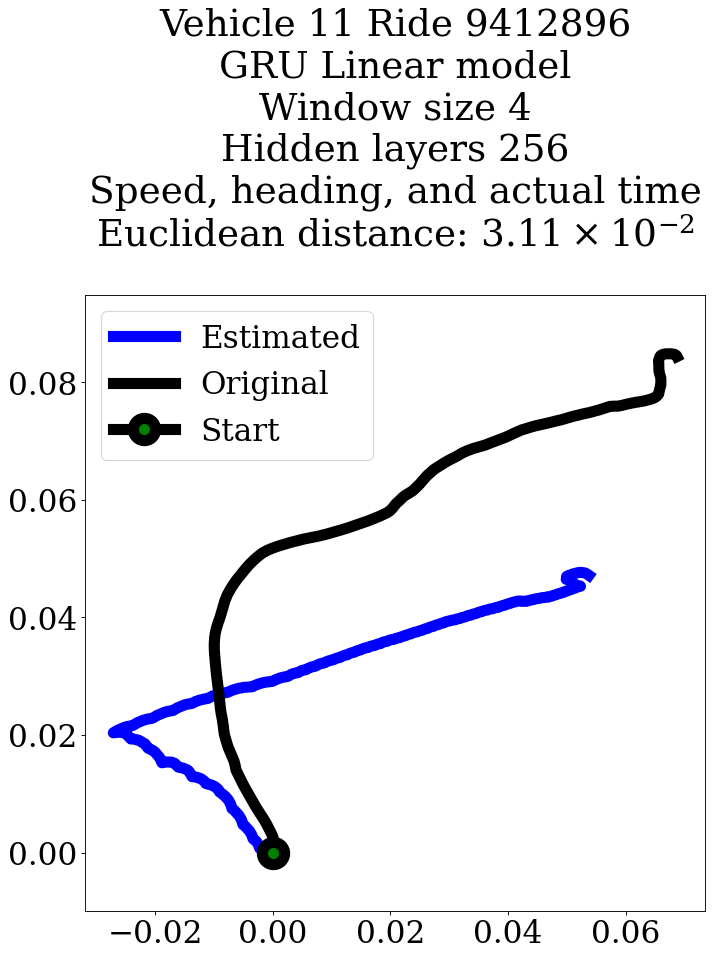 Vehicle 11 Ride 9412896
GRU Linear model
Window size 4
Hidden layers 256
Speed, heading, and actual time
Euclidean distance: 3.11 × 10⁻²
Estimated
Original
Start
0.08
0.06
0.04
0.02
0.00
−0.02 0.00 0.02 0.04 0.06